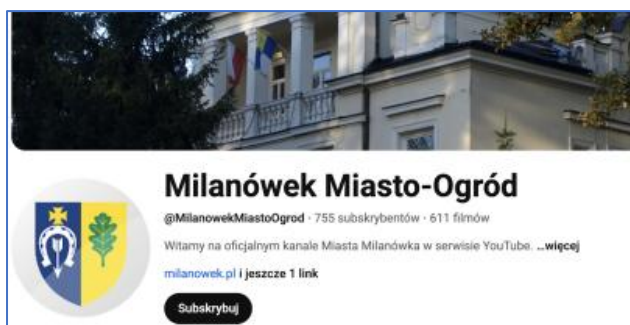 Milanówek Miasto-Ogród
@MilanowekMiastoOgrod · 755 subskrybentów · 611 filmów
Witamy na oficjalnym kanale Miasta Milanówka w serwisie YouTube. ...więcej
milanowek.pl i jeszcze 1 link
Subskrybuj